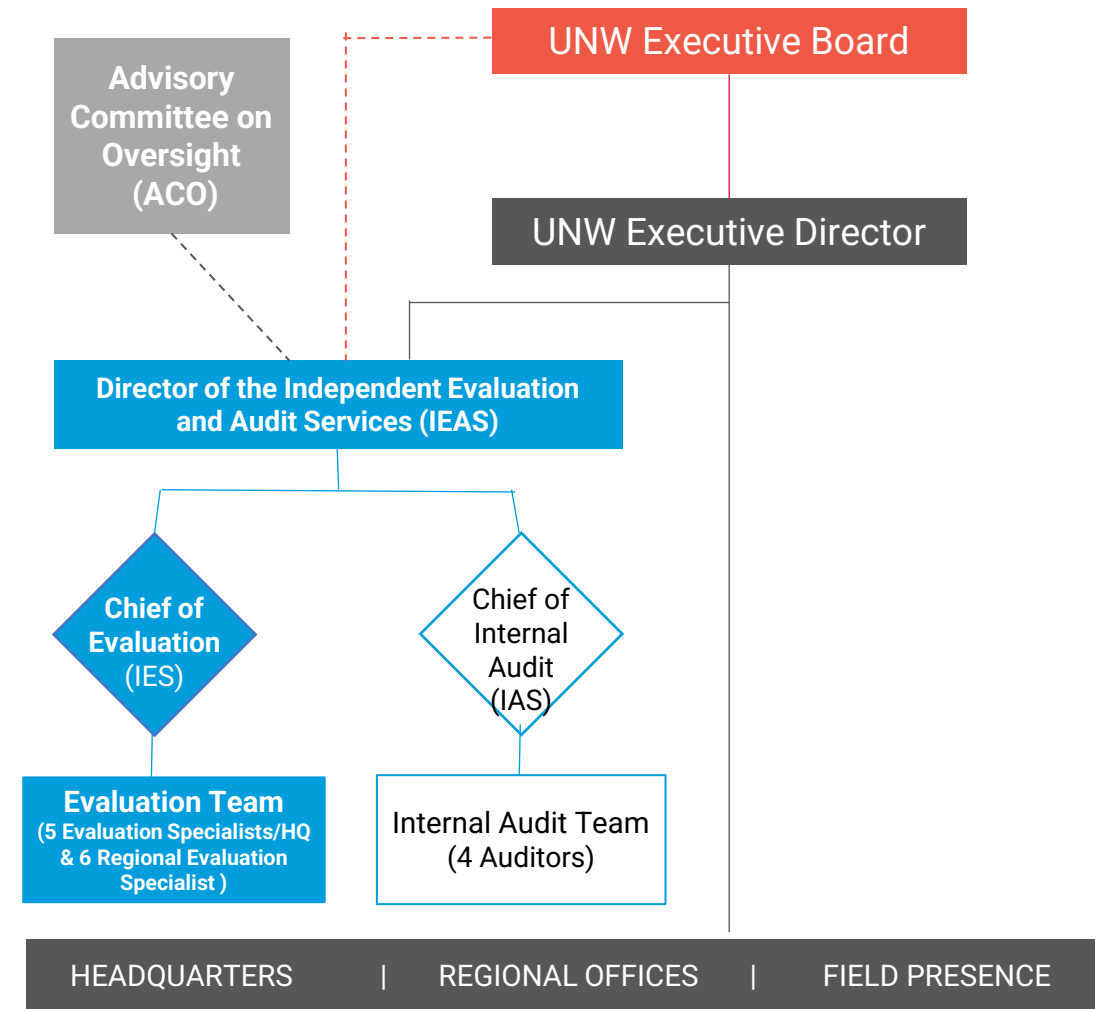 UNW Executive Board
Advisory
Committee on
Oversight
(ACO)
UNW Executive Director
Director of the Independent Evaluation
and Audit Services (IEAS)
Chief of
Evaluation
(IES)
Chief of
Internal
Audit
(IAS)
Evaluation Team
(5 Evaluation Specialists/HQ
& 6 Regional Evaluation
Specialist )
Internal Audit Team
(4 Auditors)
HEADQUARTERS | REGIONAL OFFICES | FIELD PRESENCE